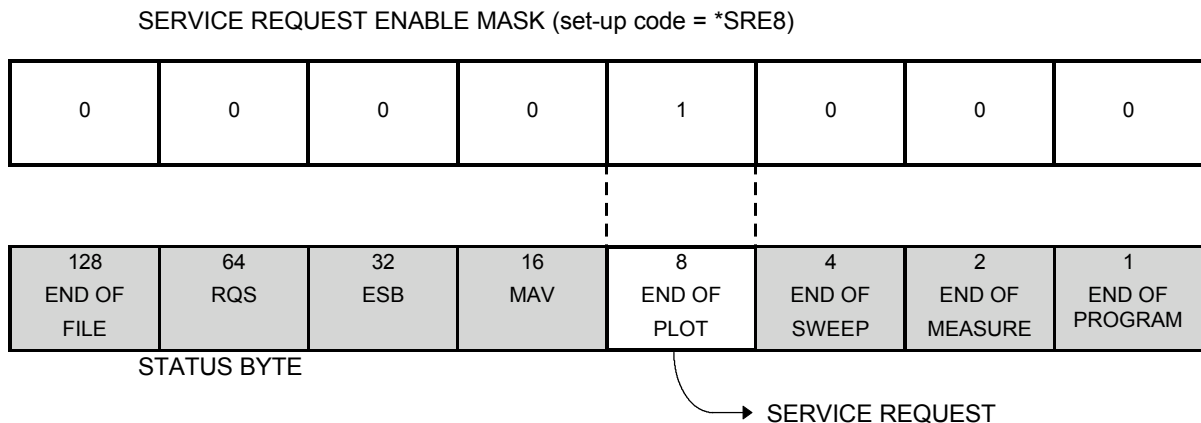 SERVICE REQUEST ENABLE MASK (set-up code = *SRE8)
0 0 0 0 1 0 0 0
128 64 32 16 8 4 2 1
END OF RQS ESB MAV END OF END OF END OF END OF
FILE PLOT SWEEP MEASURE PROGRAM
STATUS BYTE
SERVICE REQUEST